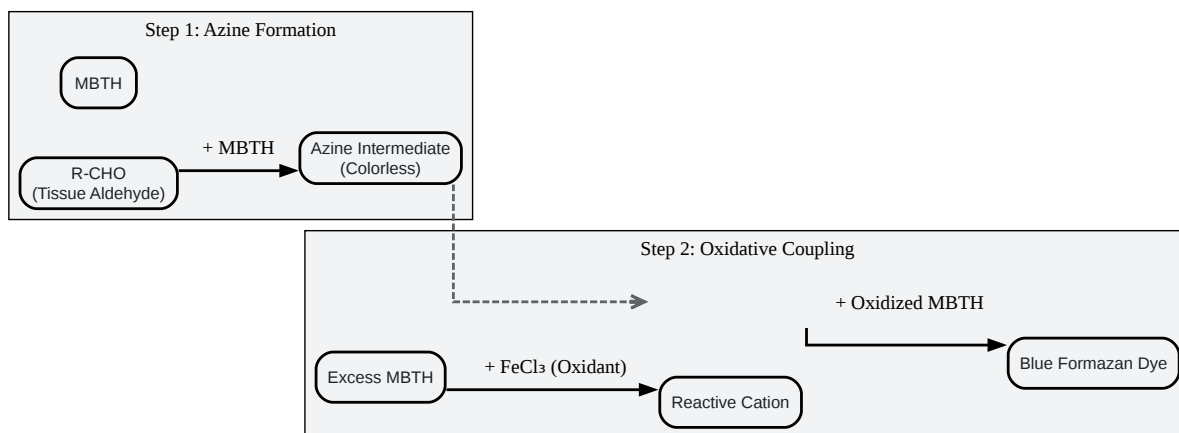 Step 1: Azine Formation
MBTH
+ MBTH
R-CHO
(Tissue Aldehyde)
Azine Intermediate
(Colorless)
Step 2: Oxidative Coupling
+ Oxidized MBTH
Excess MBTH
+ FeCl₃ (Oxidant)
Reactive Cation
Blue Formazan Dye